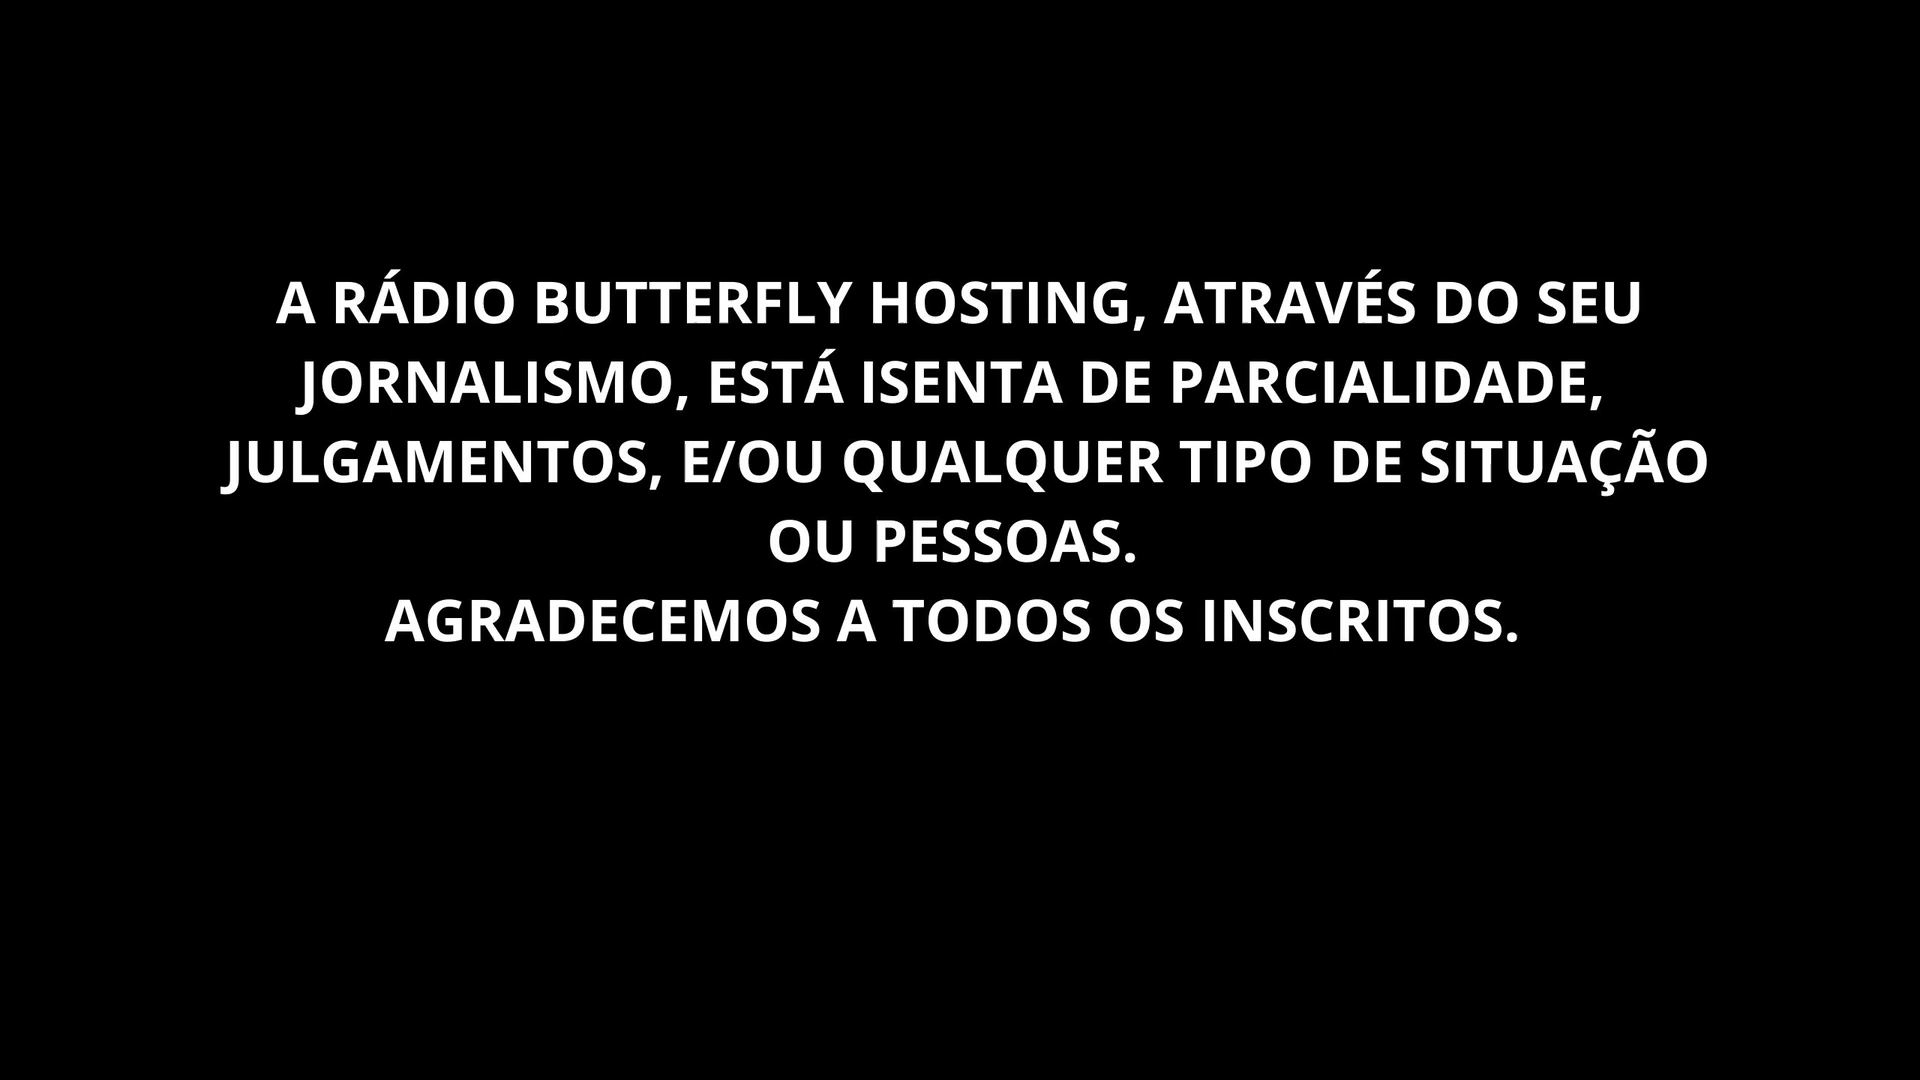 A RÁDIO BUTTERFLY HOSTING, ATRAVÉS DO SEU
JORNALISMO, ESTÁ ISENTA DE PARCIALIDADE,
JULGAMENTOS, E/OU QUALQUER TIPO DE SITUAÇÃO
OU PESSOAS.
AGRADECEMOS A TODOS OS INSCRITOS.